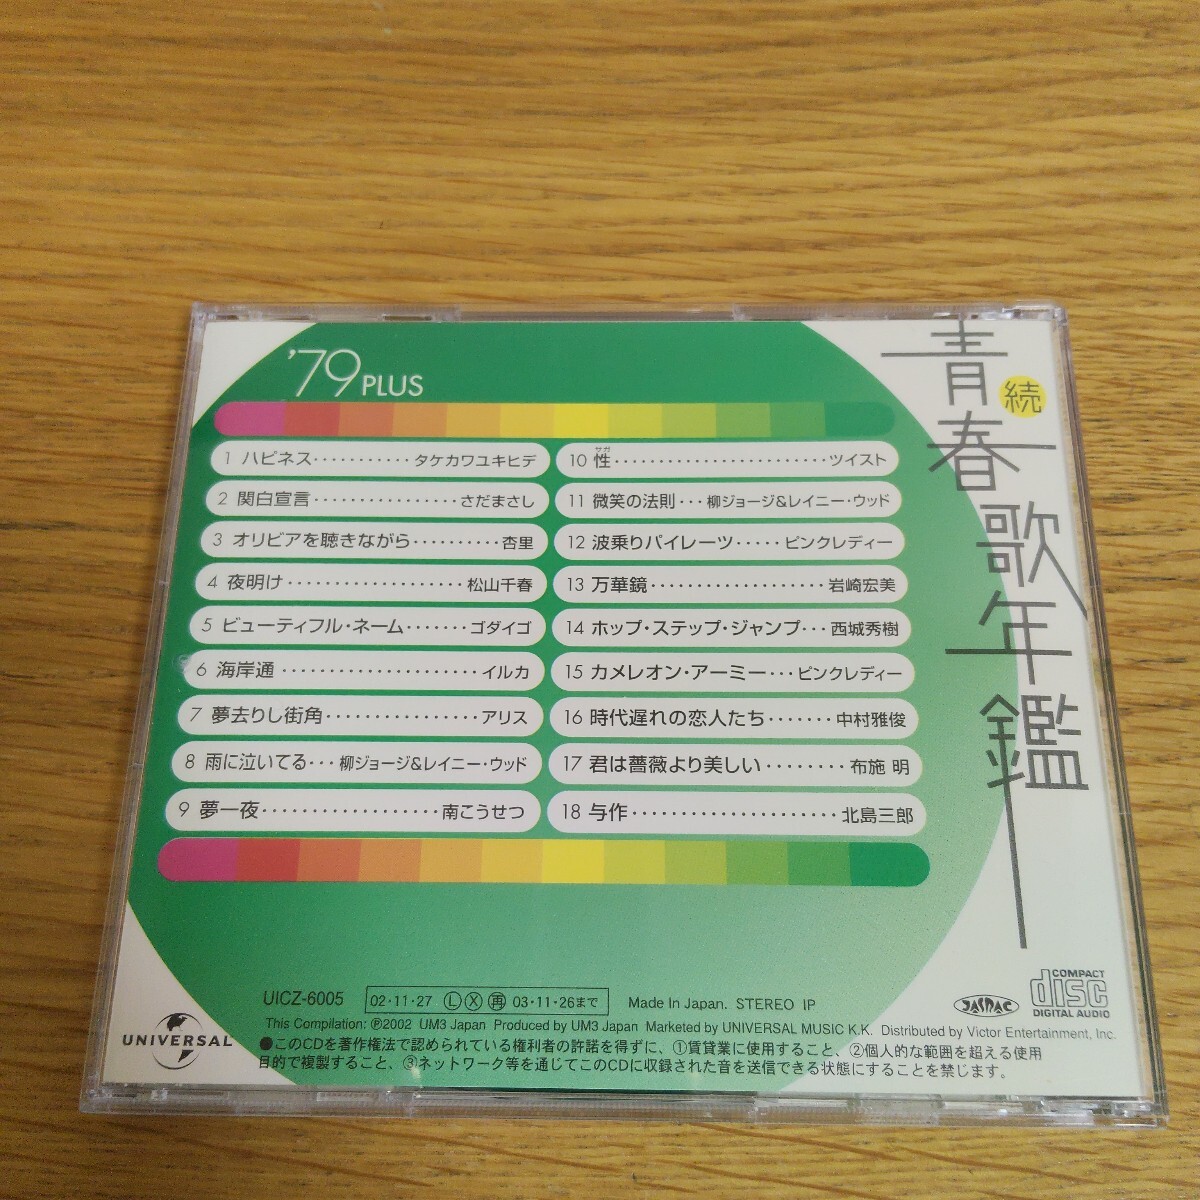 '79 PLUS
1 ハピネス・・・・・・・・・・・タケカワユキヒデ
2 関白宣言・・・・・・・・・・・・・・・・さだまさし
3 オリビアを聴きながら・・・・・・・・・・杏里
4 夜明け・・・・・・・・・・・・・・・・・・・・松山千春
5 ビューティフル・ネーム・・・・・・・ゴダイゴ
6 海岸通・・・・・・・・・・・・・・・・・・・・イルカ
7 夢去りし街角・・・・・・・・・・・・・・・・アリス
8 雨に泣いてる・・・柳ジョージ&レイニー・ウッド
9 夢一夜・・・・・・・・・・・・・・・・・・南こうせつ
サガ
10 性・・・・・・・・・・・・・・・・・・・・・・・・ツイスト
11 微笑の法則・・・柳ジョージ&レイニー・ウッド
12 波乗りパイレーツ・・・・・ピンクレディー
13 万華鏡・・・・・・・・・・・・・・・・・・・岩崎宏美
14 ホップ・ステップ・ジャンプ・・・西城秀樹
15 カメレオン・アーミー・・・ピンクレディー
16 時代遅れの恋人たち・・・・・・・中村雅俊
17 君は薔薇より美しい・・・・・・・・布施 明
18 与作・・・・・・・・・・・・・・・・・・・・・北島三郎
続
青春歌年鑑
UICZ-6005 02・11・27 Ⓛ Ⓧ 再 03・11・26まで Made In Japan. STEREO IP
This Compilation: Ⓟ2002 UM3 Japan Produced by UM3 Japan Marketed by UNIVERSAL MUSIC K.K. Distributed by Victor Entertainment, Inc.
●このCDを著作権法で認められている権利者の許諾を得ずに、①賃貸業に使用すること、②個人的な範囲を超える使用
目的で複製すること、③ネットワーク等を通じてこのCDに収録された音を送信できる状態にすることを禁じます。
UNIVERSAL
JASRAC
COMPACT
disc
DIGITAL AUDIO